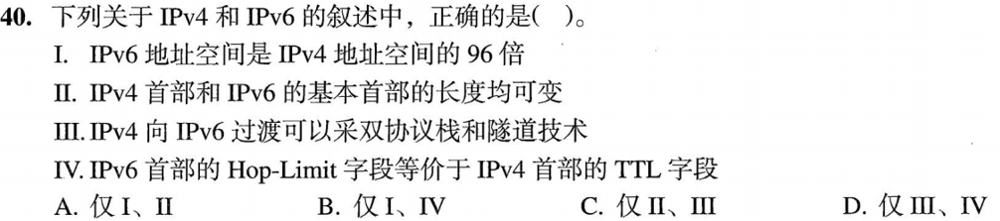 40. 下列关于 IPv4 和 IPv6 的叙述中，正确的是( )。
I. IPv6 地址空间是 IPv4 地址空间的 96 倍
II. IPv4 首部和 IPv6 的基本首部的长度均可变
III. IPv4 向 IPv6 过渡可以采双协议栈和隧道技术
IV. IPv6 首部的 Hop-Limit 字段等价于 IPv4 首部的 TTL 字段
A. 仅 I、II B. 仅 I、IV C. 仅 II、III D. 仅 III、IV